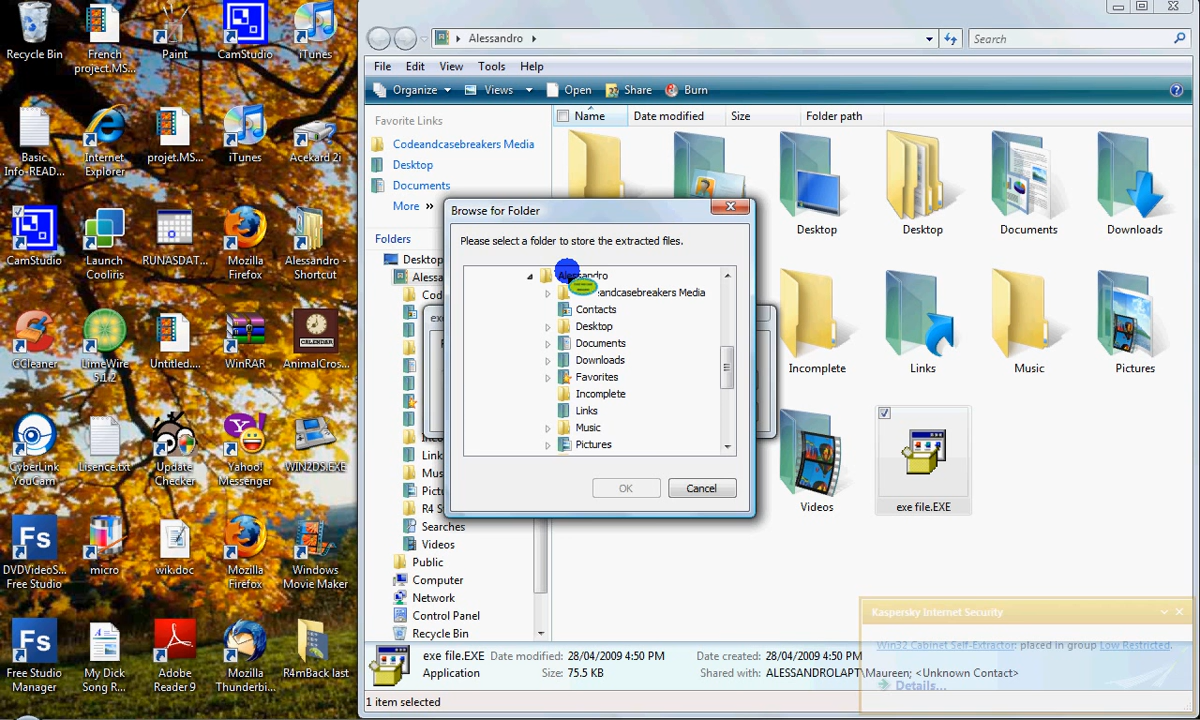 Recycle Bin
French project.MS...
Paint
CamStudio
iTunes
Basic Info-READ...
Internet Explorer
projet.MS...
iTunes
Acekard 2i
CamStudio
Launch Cooliris
RUNASDAT...
Mozilla Firefox
Alessandro - Shortcut
CCleaner
LimeWire 5.1.2
Untitled....
WinRAR
AnimalCros...
CALENDAR
CyberLink YouCam
Lisence.txt
Update Checker
Yahoo! Messenger
WIN2DS.EXE
DVDVideoS... Free Studio
micro
wik.doc
Mozilla Firefox
Windows Movie Maker
Free Studio Manager
My Dick Song R...
Adobe Reader 9
Mozilla Thunderbi...
R4mBack last
Alessandro
Search
File Edit View Tools Help
Organize Views Open Share Burn
Favorite Links
Codeandcasebreakers Media
Desktop
Documents
More »
Folders
Desktop
Alessa
Cod
Link
Mus
Pictu
R4 S
Searches
Videos
Public
Computer
Network
Control Panel
Recycle Bin
Name Date modified Size Folder path
Desktop
Desktop
Documents
Downloads
Incomplete
Links
Music
Pictures
Videos
exe file.EXE
Browse for Folder
Please select a folder to store the extracted files.
Alessandro
eandcasebreakers Media
Contacts
Desktop
Documents
Downloads
Favorites
Incomplete
Links
Music
Pictures
OK Cancel
Kaspersky Internet Security
Win32 Cabinet Self-Extractor: placed in group Low Restricted.
Details...
exe file.EXE Date modified: 28/04/2009 4:50 PM Date created: 28/04/2009 4:50 PM
Application Size: 75.5 KB Shared with: ALESSANDROLAPT\Maureen; <Unknown Contact>
1 item selected